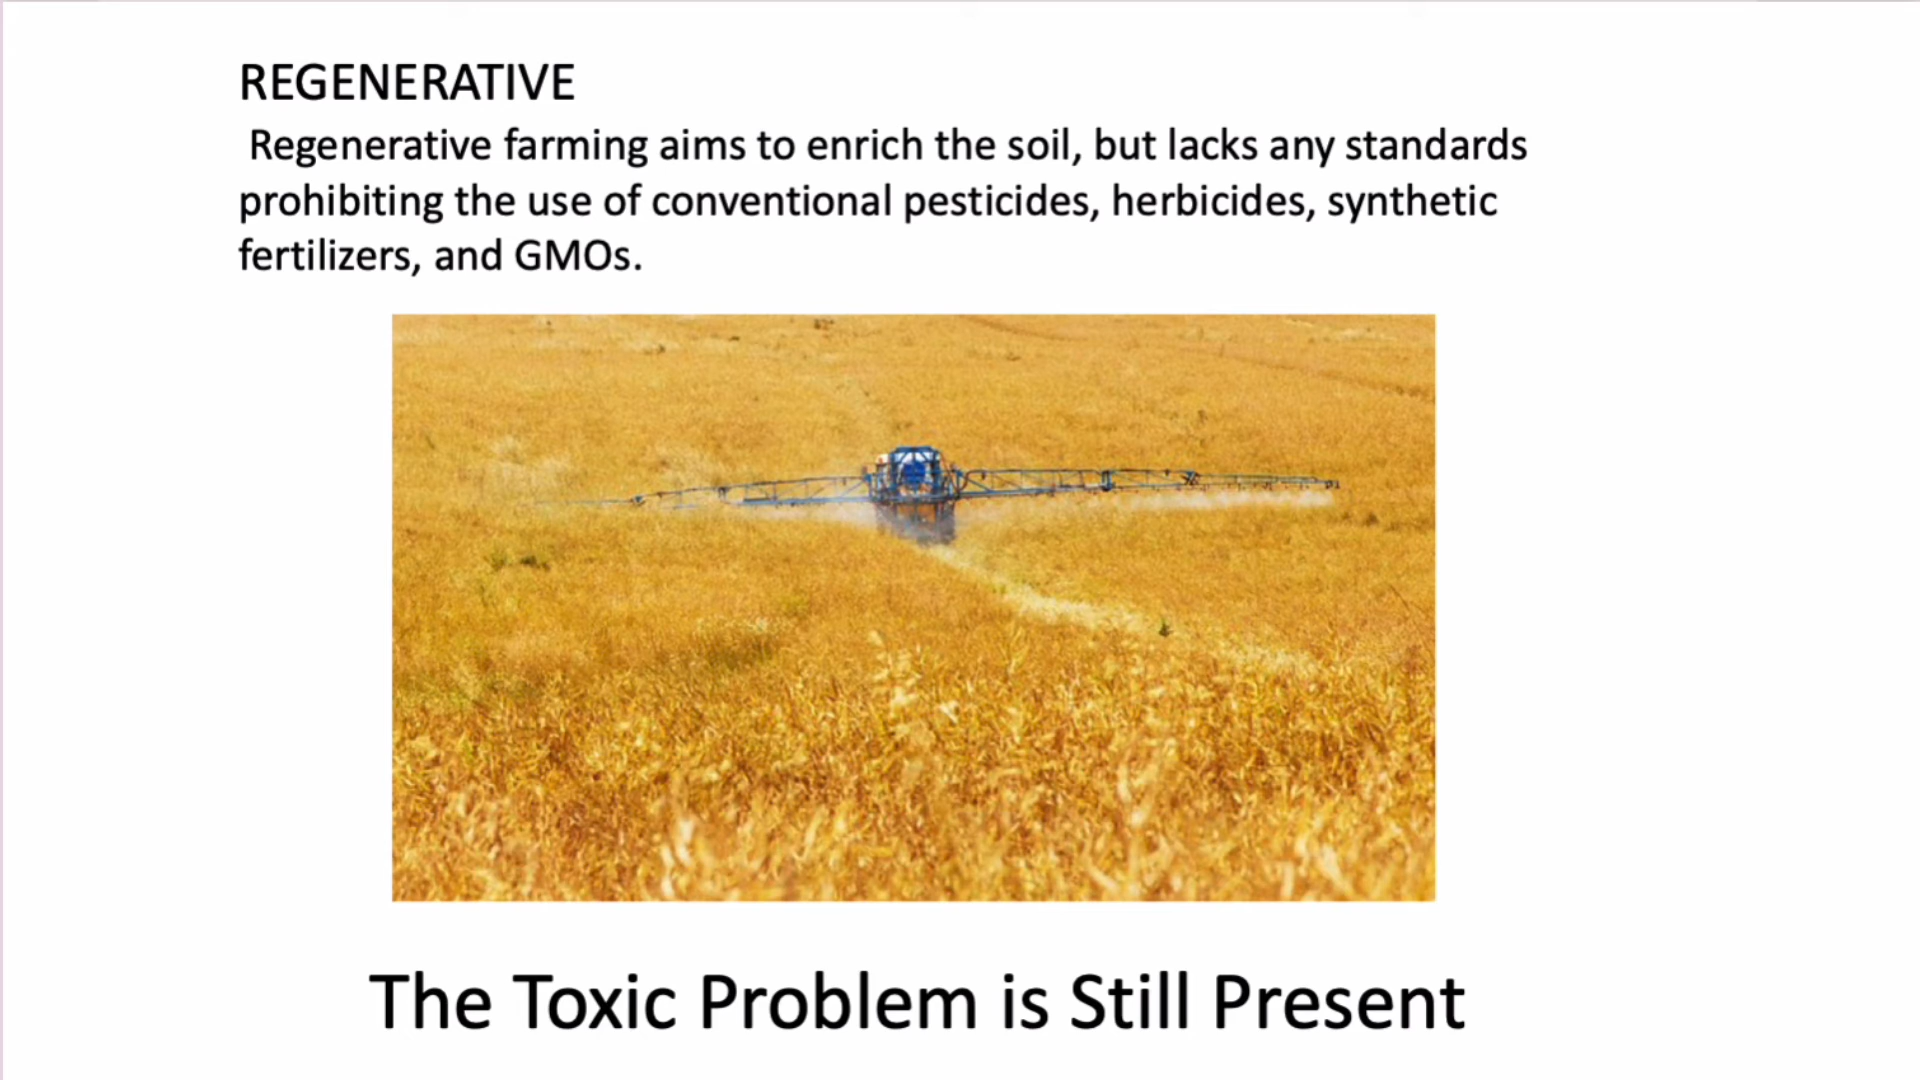 REGENERATIVE
Regenerative farming aims to enrich the soil, but lacks any standards
prohibiting the use of conventional pesticides, herbicides, synthetic
fertilizers, and GMOs.
The Toxic Problem is Still Present